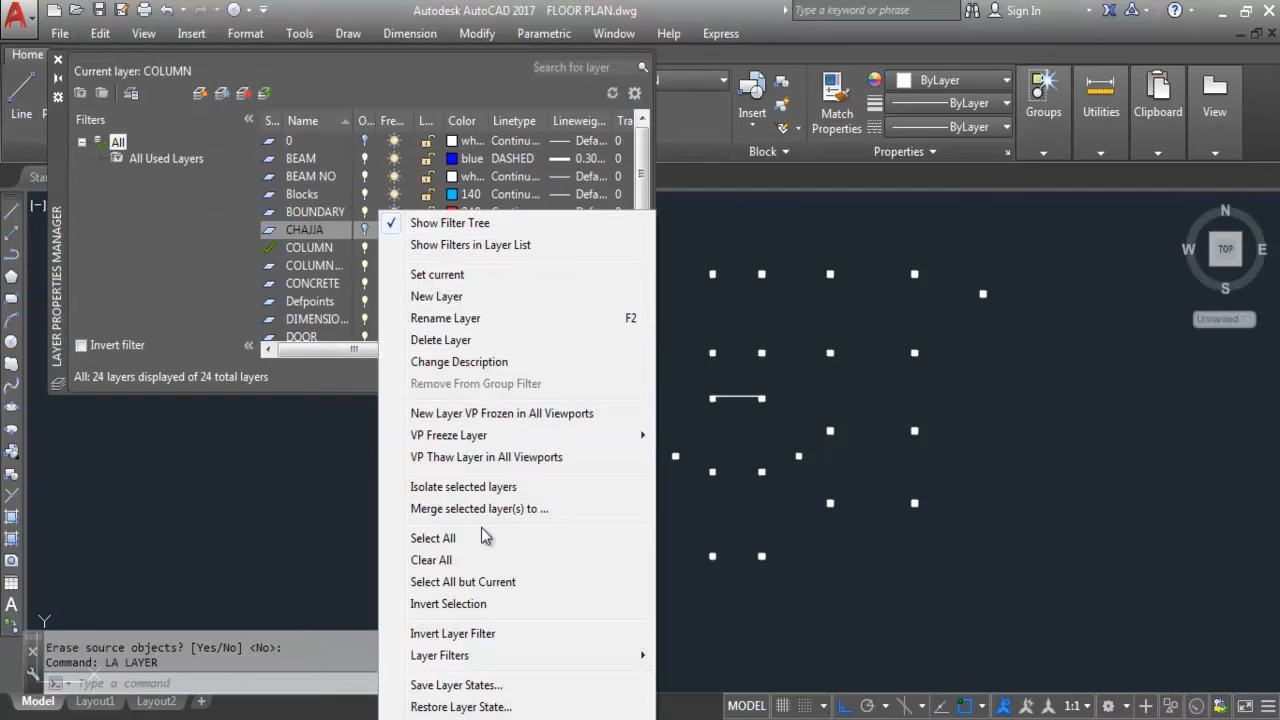 Autodesk AutoCAD 2017 FLOOR PLAN.dwg
Type a keyword or phrase
Sign In
File Edit View Insert Format Tools Draw Dimension Modify Parametric Window Help Express
Home
Current layer: COLUMN
Search for layer
Filters
All
All Used Layers
Invert filter
S... Name O... Fre... L... Color Linetype Lineweig... Tra
0 wh... Continu... Defa... 0
BEAM blue DASHED 0.30... 0
BEAM NO wh... Continu... Defa... 0
Blocks 140 Continu... Defa... 0
BOUNDARY
CHAJJA
COLUMN
COLUMN...
CONCRETE
Defpoints
DIMENSIO...
DOOR
All: 24 layers displayed of 24 total layers
LAYER PROPERTIES MANAGER
Line
Insert
Block
Match
Properties
ByLayer
ByLayer
ByLayer
Properties
Groups
Utilities
Clipboard
View
Star
[-]
Show Filter Tree
Show Filters in Layer List
Set current
New Layer
Rename Layer F2
Delete Layer
Change Description
Remove From Group Filter
New Layer VP Frozen in All Viewports
VP Freeze Layer
VP Thaw Layer in All Viewports
Isolate selected layers
Merge selected layer(s) to ...
Select All
Clear All
Select All but Current
Invert Selection
Invert Layer Filter
Layer Filters
Save Layer States...
Restore Layer State...
N
W TOP E
S
Unnamed
Y
Erase source objects? [Yes/No] <No>:
Command: LA LAYER
Type a command
Model Layout1 Layout2 +
MODEL 1:1